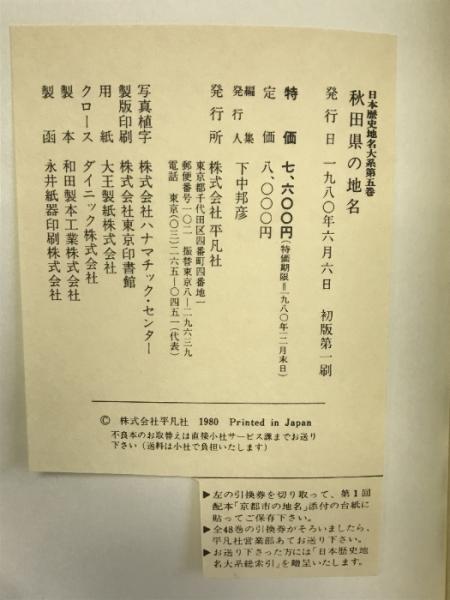 日本歴史地名大系第五巻
秋田県の地名
発行日 一九八〇年六月六日 初版第一刷
特価 七、六〇〇円(特価期限=一九八〇年一二月末日)
定価 八、〇〇〇円
編集発行人 下中邦彦
発行所 株式会社 平凡社
東京都千代田区四番町四番地一
郵便番号一〇二 振替東京八―二九六三九
電話 東京(〇三)二六五―〇四五一(代表)
写真植字 株式会社ハナマチック・センター
製版印刷 株式会社東京印書館
用紙 大王製紙株式会社
クロース ダイニック株式会社
製本 和田製本工業株式会社
製函 永井紙器印刷株式会社
© 株式会社平凡社 1980 Printed in Japan
不良本のお取替えは直接小社サービス課までお送り
下さい(送料は小社で負担いたします)
▶左の引換券を切り取って、第1回
配本「京都市の地名」添付の台紙に
貼ってご保存下さい。
▶全48巻の引換券がそろいましたら、
平凡社営業部あてお送り下さい。
▶お送り下さった方には「日本歴史地
名大系総索引」を贈呈いたします。